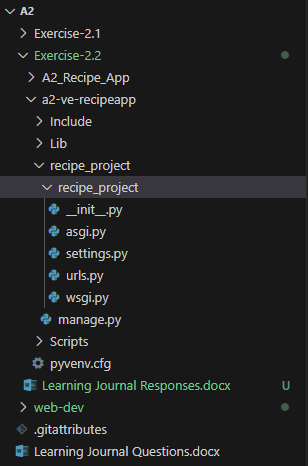 A2
Exercise-2.1
Exercise-2.2
A2_Recipe_App
a2-ve-recipeapp
Include
Lib
recipe_project
recipe_project
__init__.py
asgi.py
settings.py
urls.py
wsgi.py
manage.py
Scripts
pyvenv.cfg
Learning Journal Responses.docx U
web-dev
.gitattributes
Learning Journal Questions.docx